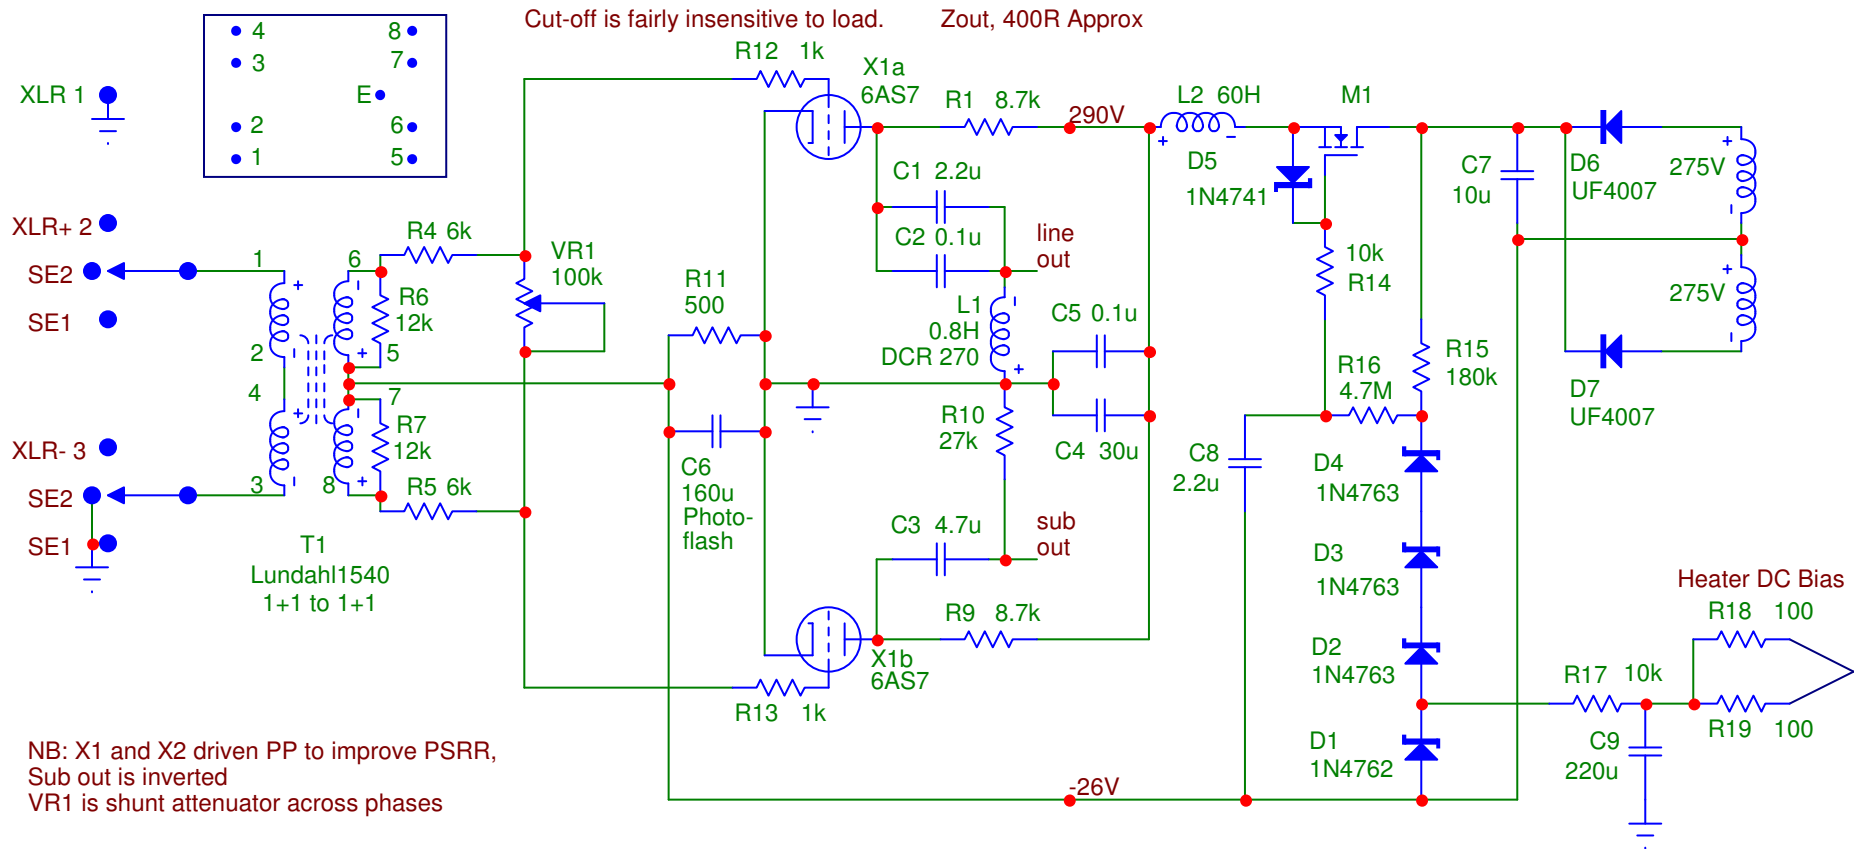 Cut-off is fairly insensitive to load. Zout, 400R Approx
4 8
3 7
E
2 6
1 5
XLR 1
XLR+ 2
SE2
SE1
XLR- 3
SE2
SE1
1
2
4
3
6
5
7
8
T1
Lundahl1540
1+1 to 1+1
R4 6k
R6
12k
R7
12k
R5 6k
VR1
100k
R12 1k
X1a
6AS7
R1 8.7k
290V
C1 2.2u
C2 0.1u
line
out
R11
500
L1
0.8H
DCR 270
C5 0.1u
R10
27k
C4 30u
C6
160u
Photo-
flash
C3 4.7u
sub
out
R9 8.7k
X1b
6AS7
R13 1k
-26V
L2 60H
M1
D5
1N4741
10k
R14
R16
4.7M
R15
180k
C8
2.2u
C7
10u
D6
UF4007
275V
275V
D7
UF4007
D4
1N4763
D3
1N4763
D2
1N4763
D1
1N4762
Heater DC Bias
R18 100
R17 10k
R19 100
C9
220u
NB: X1 and X2 driven PP to improve PSRR,
Sub out is inverted
VR1 is shunt attenuator across phases